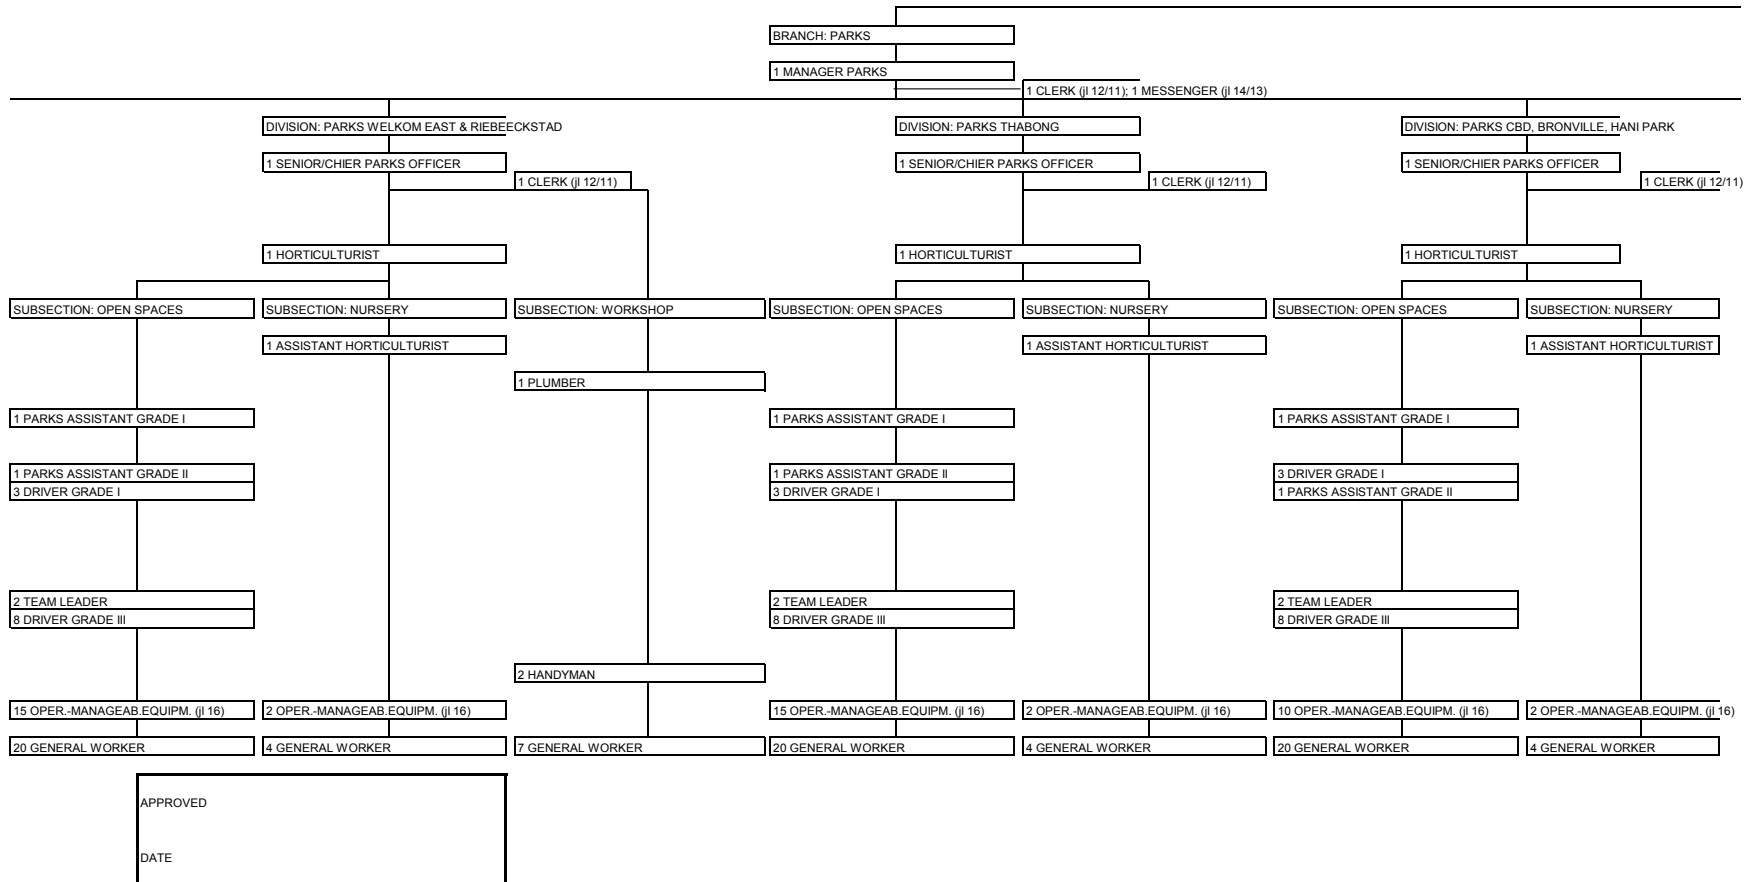 BRANCH: PARKS
1 MANAGER PARKS
1 CLERK (jl 12/11); 1 MESSENGER (jl 14/13)
DIVISION: PARKS WELKOM EAST & RIEBEECKSTAD
DIVISION: PARKS THABONG
DIVISION: PARKS CBD, BRONVILLE, HANI PARK
1 SENIOR/CHIER PARKS OFFICER
1 SENIOR/CHIER PARKS OFFICER
1 SENIOR/CHIER PARKS OFFICER
1 CLERK (jl 12/11)
1 CLERK (jl 12/11)
1 CLERK (jl 12/11)
1 HORTICULTURIST
1 HORTICULTURIST
1 HORTICULTURIST
SUBSECTION: OPEN SPACES
SUBSECTION: NURSERY
SUBSECTION: WORKSHOP
SUBSECTION: OPEN SPACES
SUBSECTION: NURSERY
SUBSECTION: OPEN SPACES
SUBSECTION: NURSERY
1 ASSISTANT HORTICULTURIST
1 ASSISTANT HORTICULTURIST
1 ASSISTANT HORTICULTURIST
1 PLUMBER
1 PARKS ASSISTANT GRADE I
1 PARKS ASSISTANT GRADE I
1 PARKS ASSISTANT GRADE I
1 PARKS ASSISTANT GRADE II
1 PARKS ASSISTANT GRADE II
3 DRIVER GRADE I
3 DRIVER GRADE I
3 DRIVER GRADE I
1 PARKS ASSISTANT GRADE II
2 TEAM LEADER
2 TEAM LEADER
2 TEAM LEADER
8 DRIVER GRADE III
8 DRIVER GRADE III
8 DRIVER GRADE III
2 HANDYMAN
15 OPER.-MANAGEAB.EQUIPM. (jl 16)
2 OPER.-MANAGEAB.EQUIPM. (jl 16)
15 OPER.-MANAGEAB.EQUIPM. (jl 16)
2 OPER.-MANAGEAB.EQUIPM. (jl 16)
10 OPER.-MANAGEAB.EQUIPM. (jl 16)
2 OPER.-MANAGEAB.EQUIPM. (jl 16)
20 GENERAL WORKER
4 GENERAL WORKER
7 GENERAL WORKER
20 GENERAL WORKER
4 GENERAL WORKER
20 GENERAL WORKER
4 GENERAL WORKER
APPROVED
DATE